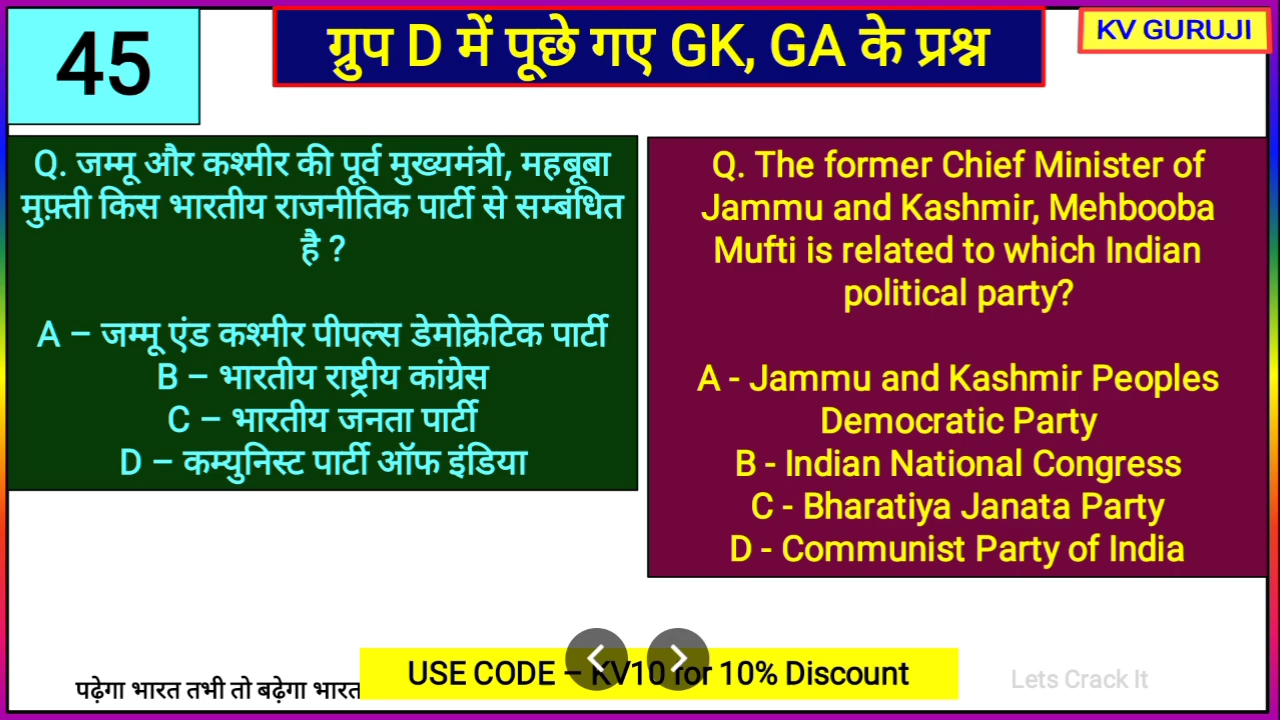 45
ग्रुप D में पूछे गए GK, GA के प्रश्न
KV GURUJI
Q. जम्मू और कश्मीर की पूर्व मुख्यमंत्री, महबूबा
मुफ़्ती किस भारतीय राजनीतिक पार्टी से सम्बंधित
है ?
A – जम्मू एंड कश्मीर पीपल्स डेमोक्रेटिक पार्टी
B – भारतीय राष्ट्रीय कांग्रेस
C – भारतीय जनता पार्टी
D – कम्युनिस्ट पार्टी ऑफ इंडिया
Q. The former Chief Minister of
Jammu and Kashmir, Mehbooba
Mufti is related to which Indian
political party?
A - Jammu and Kashmir Peoples
Democratic Party
B - Indian National Congress
C - Bharatiya Janata Party
D - Communist Party of India
पढ़ेगा भारत तभी तो बढ़ेगा भारत
USE CODE – KV10 for 10% Discount
Lets Crack It